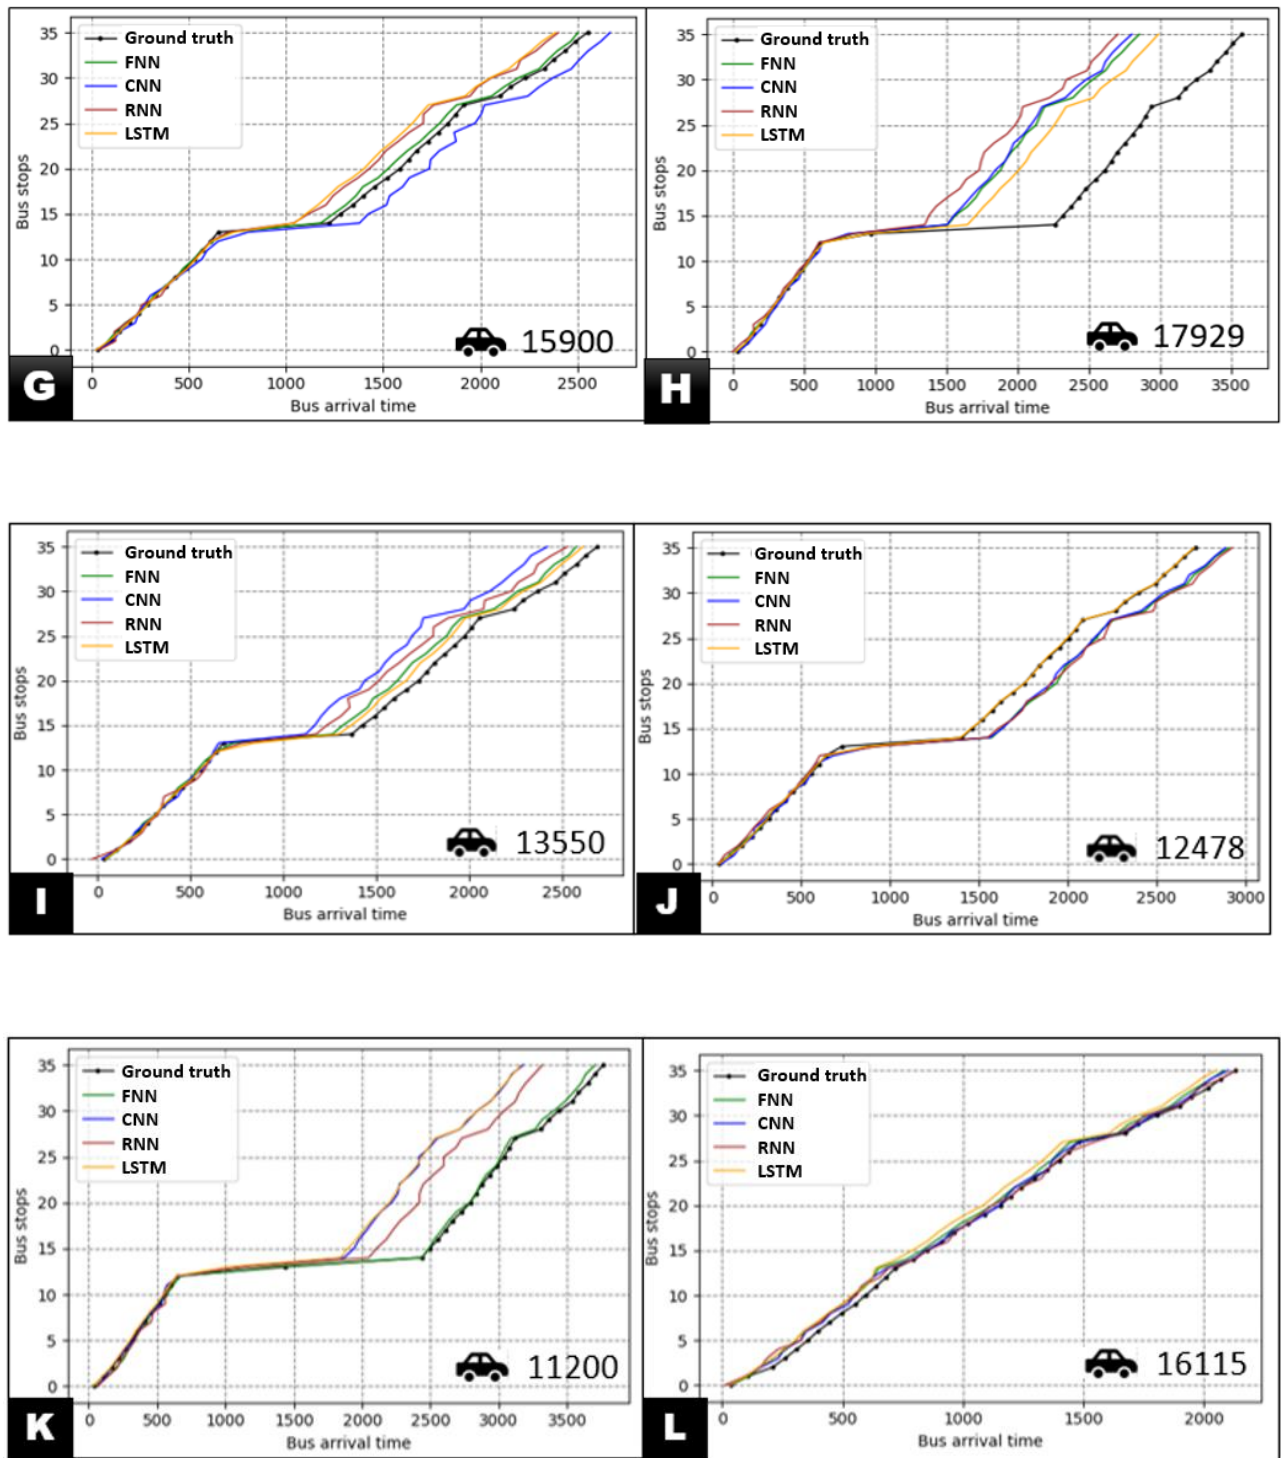 Ground truth
FNN
CNN
RNN
LSTM
35
30
25
20
15
10
5
0
Bus stops
15900
0 500 1000 1500 2000 2500
Bus arrival time
G
Ground truth
FNN
CNN
RNN
LSTM
35
30
25
20
15
10
5
0
Bus stops
17929
0 500 1000 1500 2000 2500 3000 3500
Bus arrival time
H
Ground truth
FNN
CNN
RNN
LSTM
35
30
25
20
15
10
5
0
Bus stops
13550
0 500 1000 1500 2000 2500
Bus arrival time
I
Ground truth
FNN
CNN
RNN
LSTM
35
30
25
20
15
10
5
0
Bus stops
12478
0 500 1000 1500 2000 2500 3000
Bus arrival time
J
Ground truth
FNN
CNN
RNN
LSTM
35
30
25
20
15
10
5
0
Bus stops
11200
0 500 1000 1500 2000 2500 3000 3500
Bus arrival time
K
Ground truth
FNN
CNN
RNN
LSTM
35
30
25
20
15
10
5
0
Bus stops
16115
0 500 1000 1500 2000
Bus arrival time
L